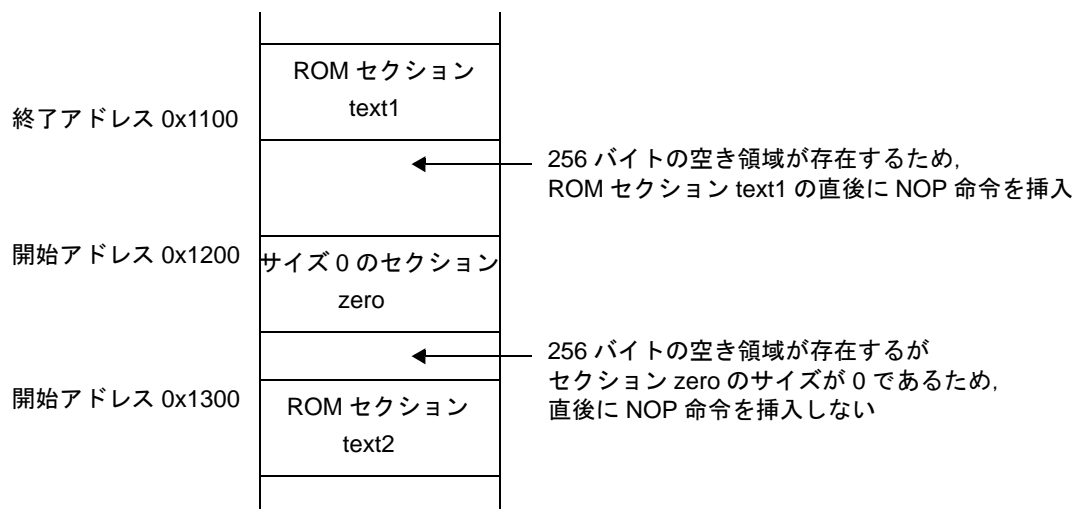 ROM セクション
text1
終了アドレス 0x1100
256 バイトの空き領域が存在するため,
ROM セクション text1 の直後に NOP 命令を挿入
開始アドレス 0x1200
サイズ 0 のセクション
zero
256 バイトの空き領域が存在するが
セクション zero のサイズが 0 であるため,
直後に NOP 命令を挿入しない
開始アドレス 0x1300
ROM セクション
text2